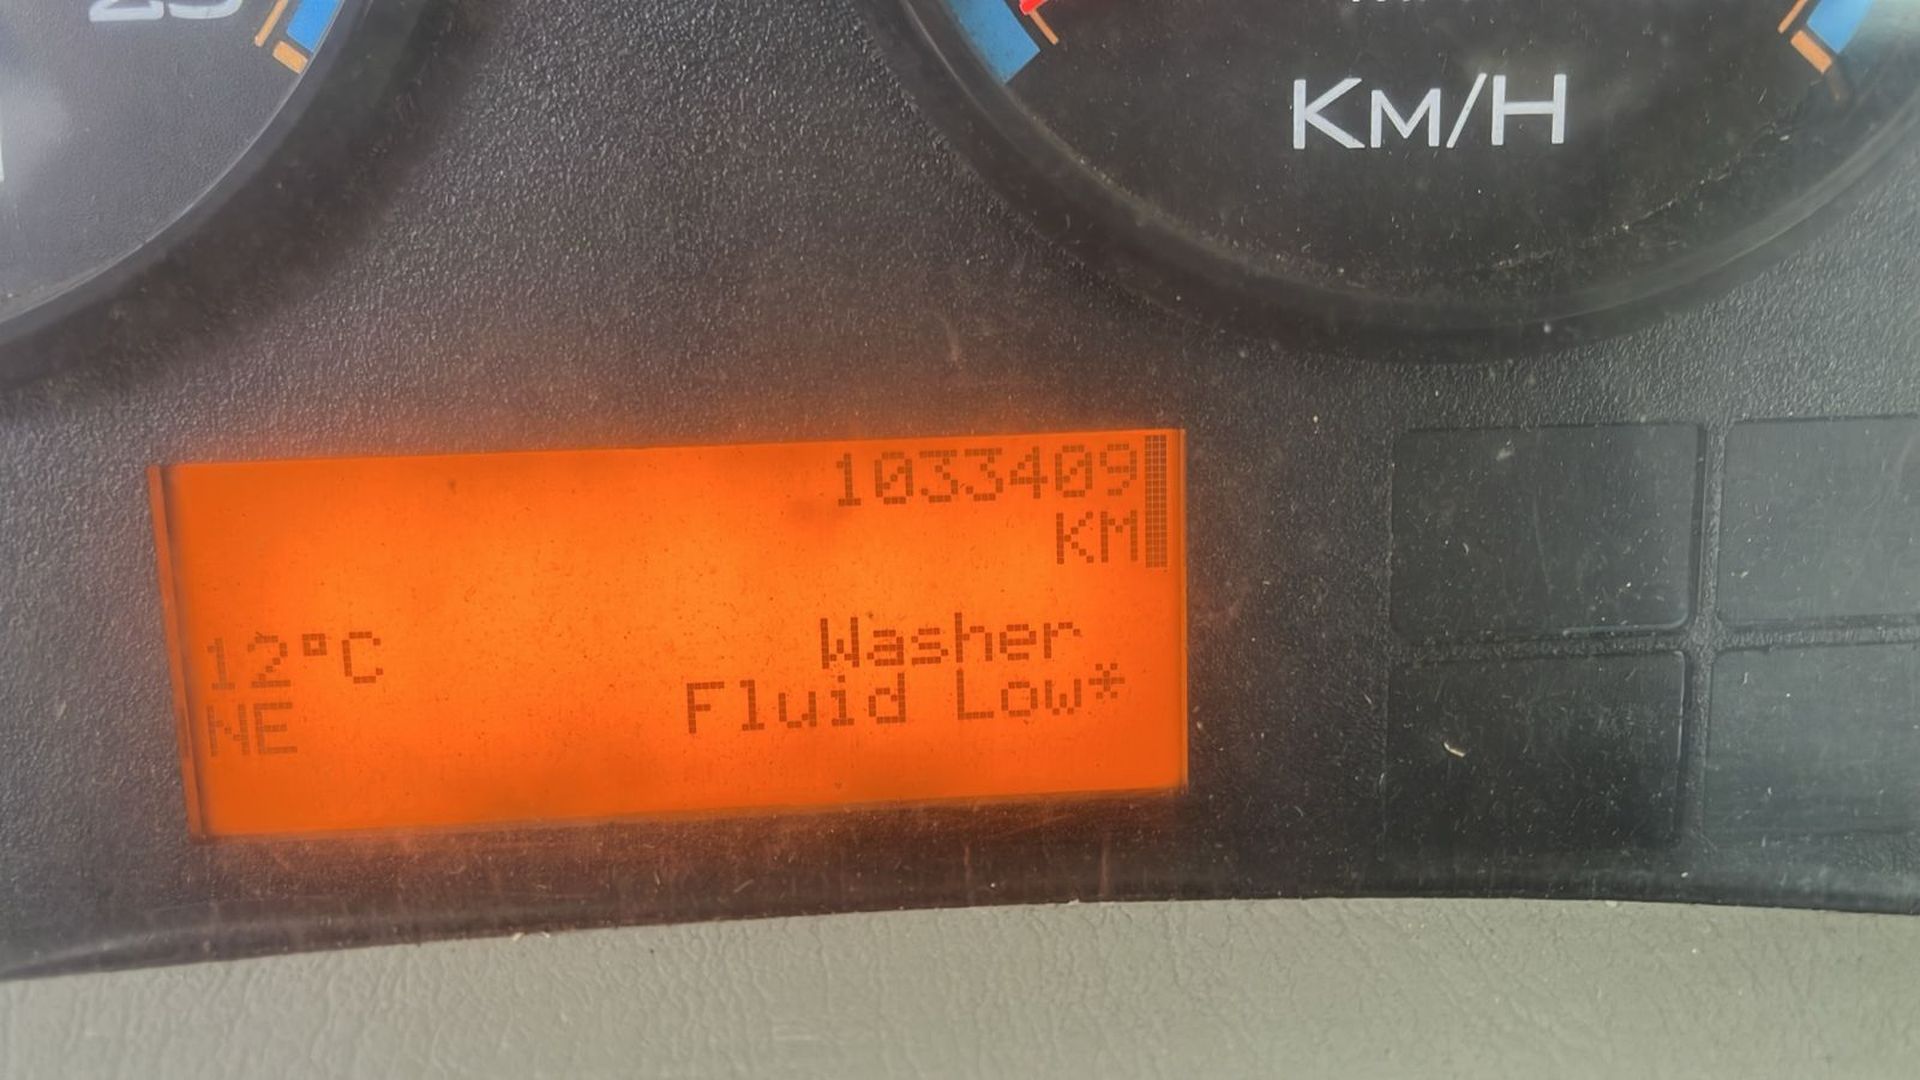 KM/H
1033409
KM
Washer
12°C
Fluid Low*
NE